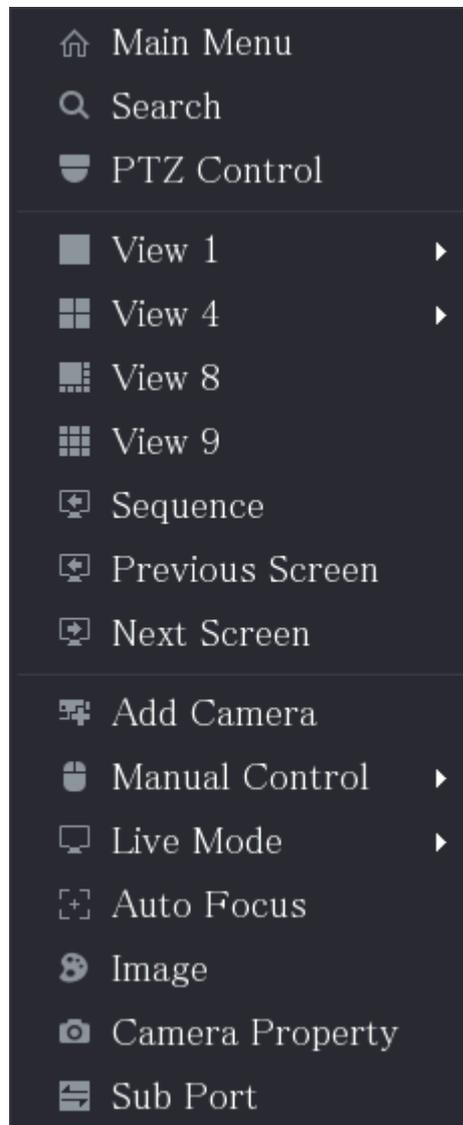 Main Menu
Search
PTZ Control
View 1
View 4
View 8
View 9
Sequence
Previous Screen
Next Screen
Add Camera
Manual Control
Live Mode
Auto Focus
Image
Camera Property
Sub Port